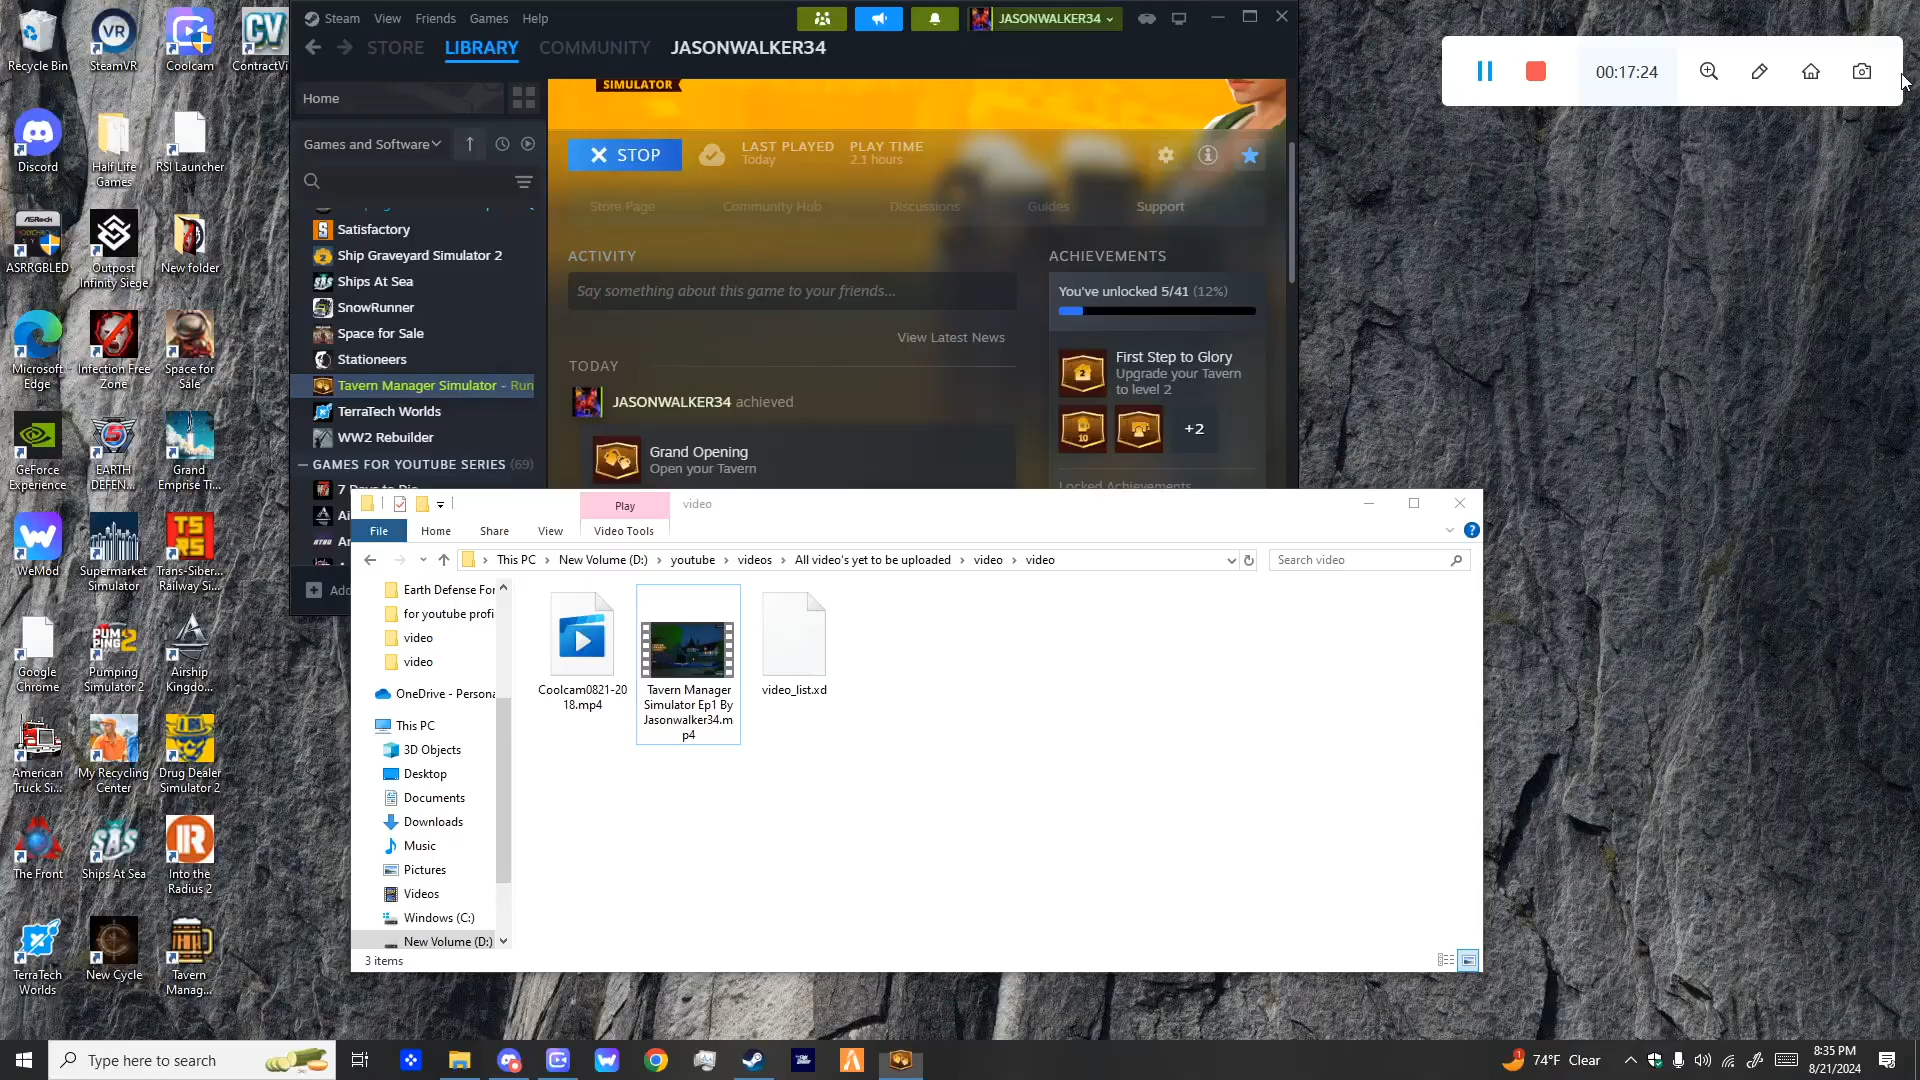 Recycle Bin
SteamVR
Coolcam
ContractVi
Discord
Half Life
Games
RSI Launcher
ASRRGBLED
Outpost
Infinity Siege
New folder
Microsoft
Edge
Infection Free
Zone
Space for
Sale
GeForce
Experience
EARTH
DEFEN...
Grand
Emprise Ti...
WeMod
Supermarket
Simulator
Trans-Siber...
Railway Si...
Google
Chrome
Pumping
Simulator 2
Airship
Kingdo...
American
Truck Si...
My Recycling
Center
Drug Dealer
Simulator 2
The Front
Ships At Sea
Into the
Radius 2
TerraTech
Worlds
New Cycle
Tavern
Manag...
Steam View Friends Games Help
JASONWALKER34
STORE LIBRARY COMMUNITY JASONWALKER34
Home
Games and Software
Satisfactory
Ship Graveyard Simulator 2
Ships At Sea
SnowRunner
Space for Sale
Stationeers
Tavern Manager Simulator - Run
TerraTech Worlds
WW2 Rebuilder
GAMES FOR YOUTUBE SERIES (69)
SIMULATOR
STOP
LAST PLAYED
Today
PLAY TIME
2.1 hours
Store Page Community Hub Discussions Guides Support
ACTIVITY
Say something about this game to your friends...
View Latest News
TODAY
JASONWALKER34 achieved
Grand Opening
Open your Tavern
ACHIEVEMENTS
You've unlocked 5/41 (12%)
First Step to Glory
Upgrade your Tavern
to level 2
+2
Locked Achievements
00:17:24
Play
video
File Home Share View Video Tools
This PC New Volume (D:) youtube videos All video's yet to be uploaded video video
Search video
Earth Defense For
for youtube profi
video
video
OneDrive - Persona
This PC
3D Objects
Desktop
Documents
Downloads
Music
Pictures
Videos
Windows (C:)
New Volume (D:)
Coolcam0821-20
18.mp4
Tavern Manager
Simulator Ep1 By
Jasonwalker34.m
p4
video_list.xd
3 items
Type here to search
74°F Clear
8:35 PM
8/21/2024